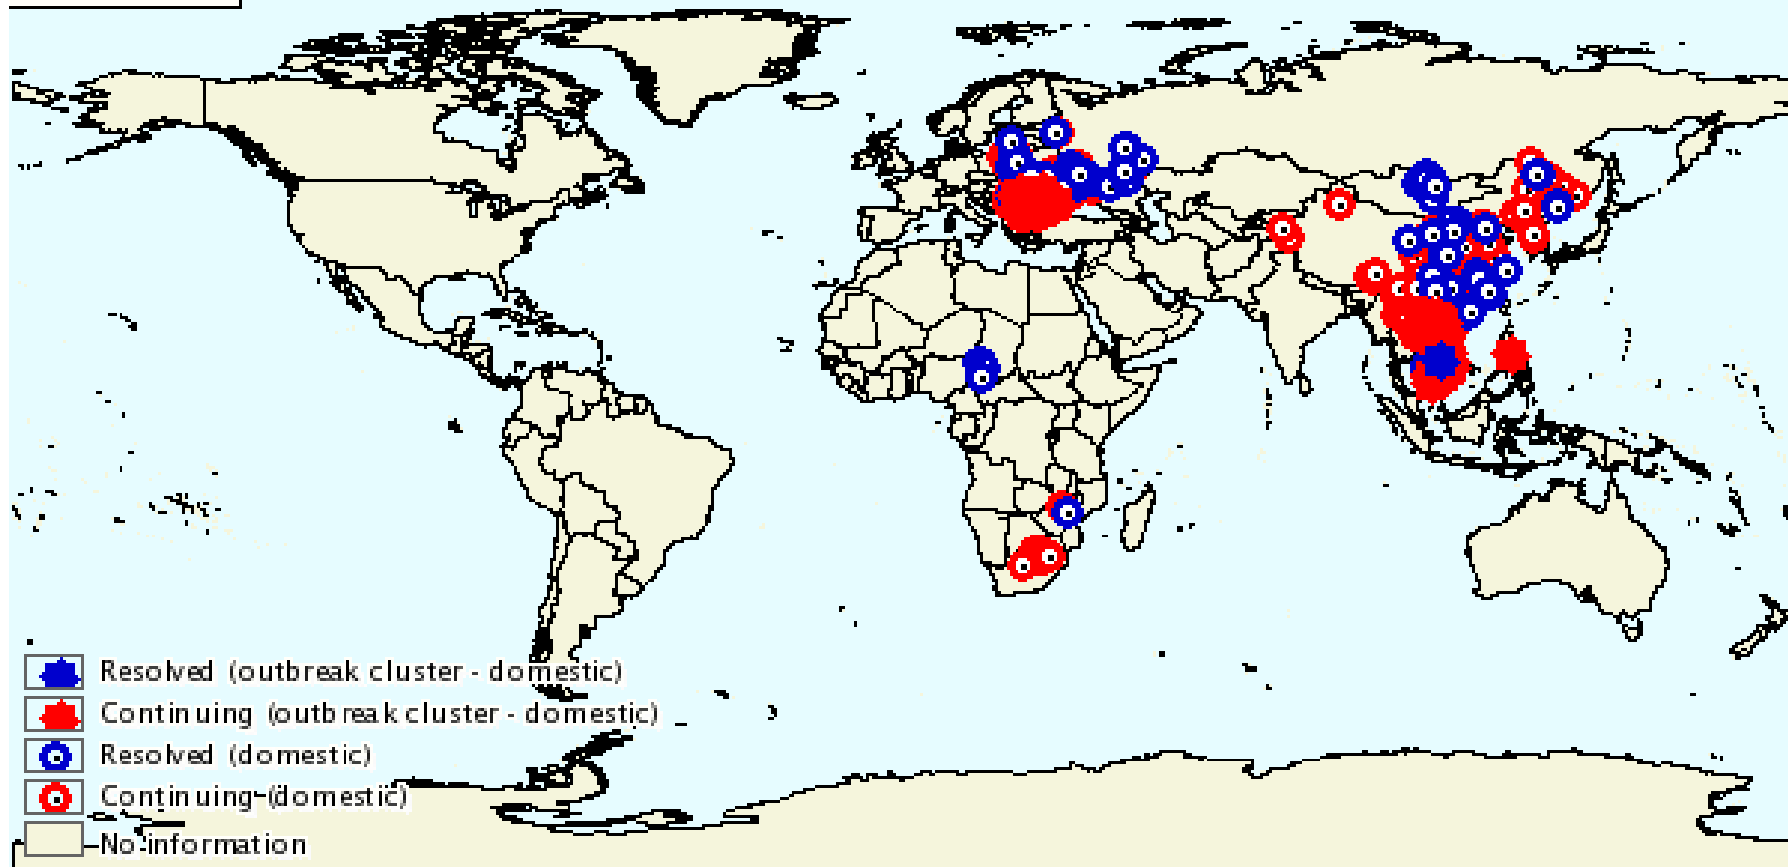 Resolved (outbreak cluster - domestic)
Continuing (outbreak cluster - domestic)
Resolved (domestic)
Continuing (domestic)
No information